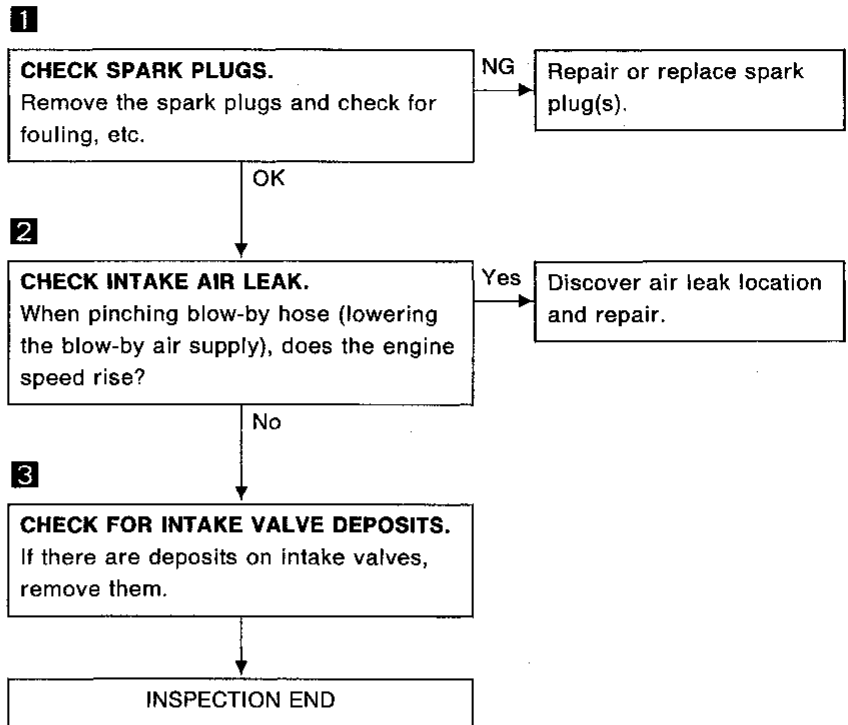 1
CHECK SPARK PLUGS.
Remove the spark plugs and check for
fouling, etc.
NG
Repair or replace spark
plug(s).
OK
2
CHECK INTAKE AIR LEAK.
When pinching blow-by hose (lowering
the blow-by air supply), does the engine
speed rise?
Yes
Discover air leak location
and repair.
No
3
CHECK FOR INTAKE VALVE DEPOSITS.
If there are deposits on intake valves,
remove them.
INSPECTION END